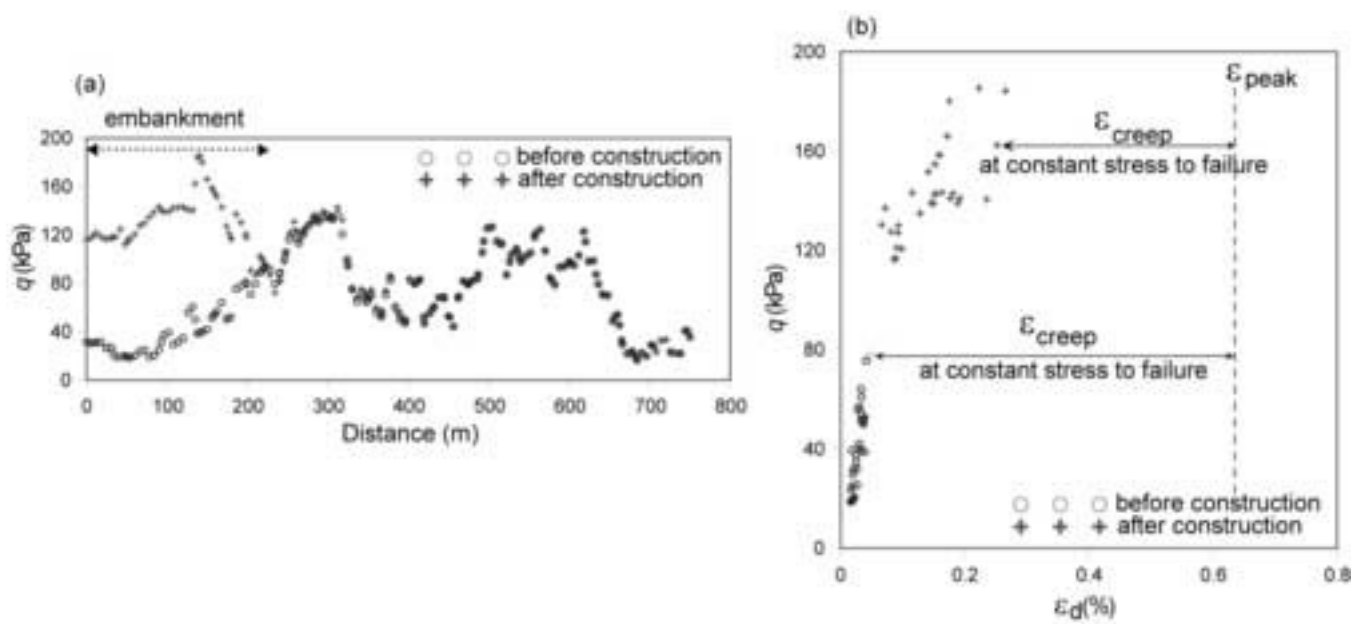 (a)
embankment
200
160
120
80
40
0
q (kPa)
before construction
after construction
0 100 200 300 400 500 600 700 800
Distance (m)
(b)
200
160
120
80
40
0
q (kPa)
εpeak
εcreep
at constant stress to failure
εcreep
at constant stress to failure
before construction
after construction
0 0.2 0.4 0.6 0.8
εd(%)